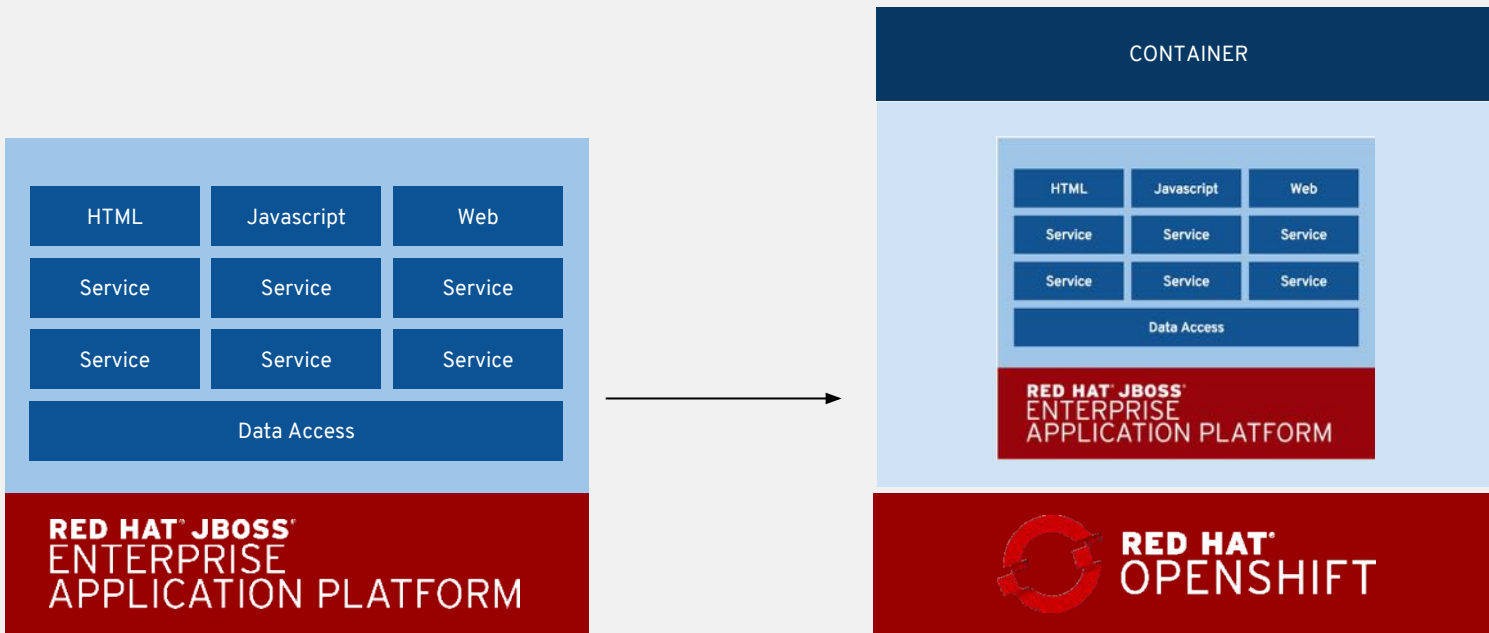 HTML Javascript Web
Service Service Service
Service Service Service
Data Access
RED HAT® JBOSS®
ENTERPRISE
APPLICATION PLATFORM
CONTAINER
HTML Javascript Web
Service Service Service
Service Service Service
Data Access
RED HAT® JBOSS®
ENTERPRISE
APPLICATION PLATFORM
RED HAT®
OPENSHIFT